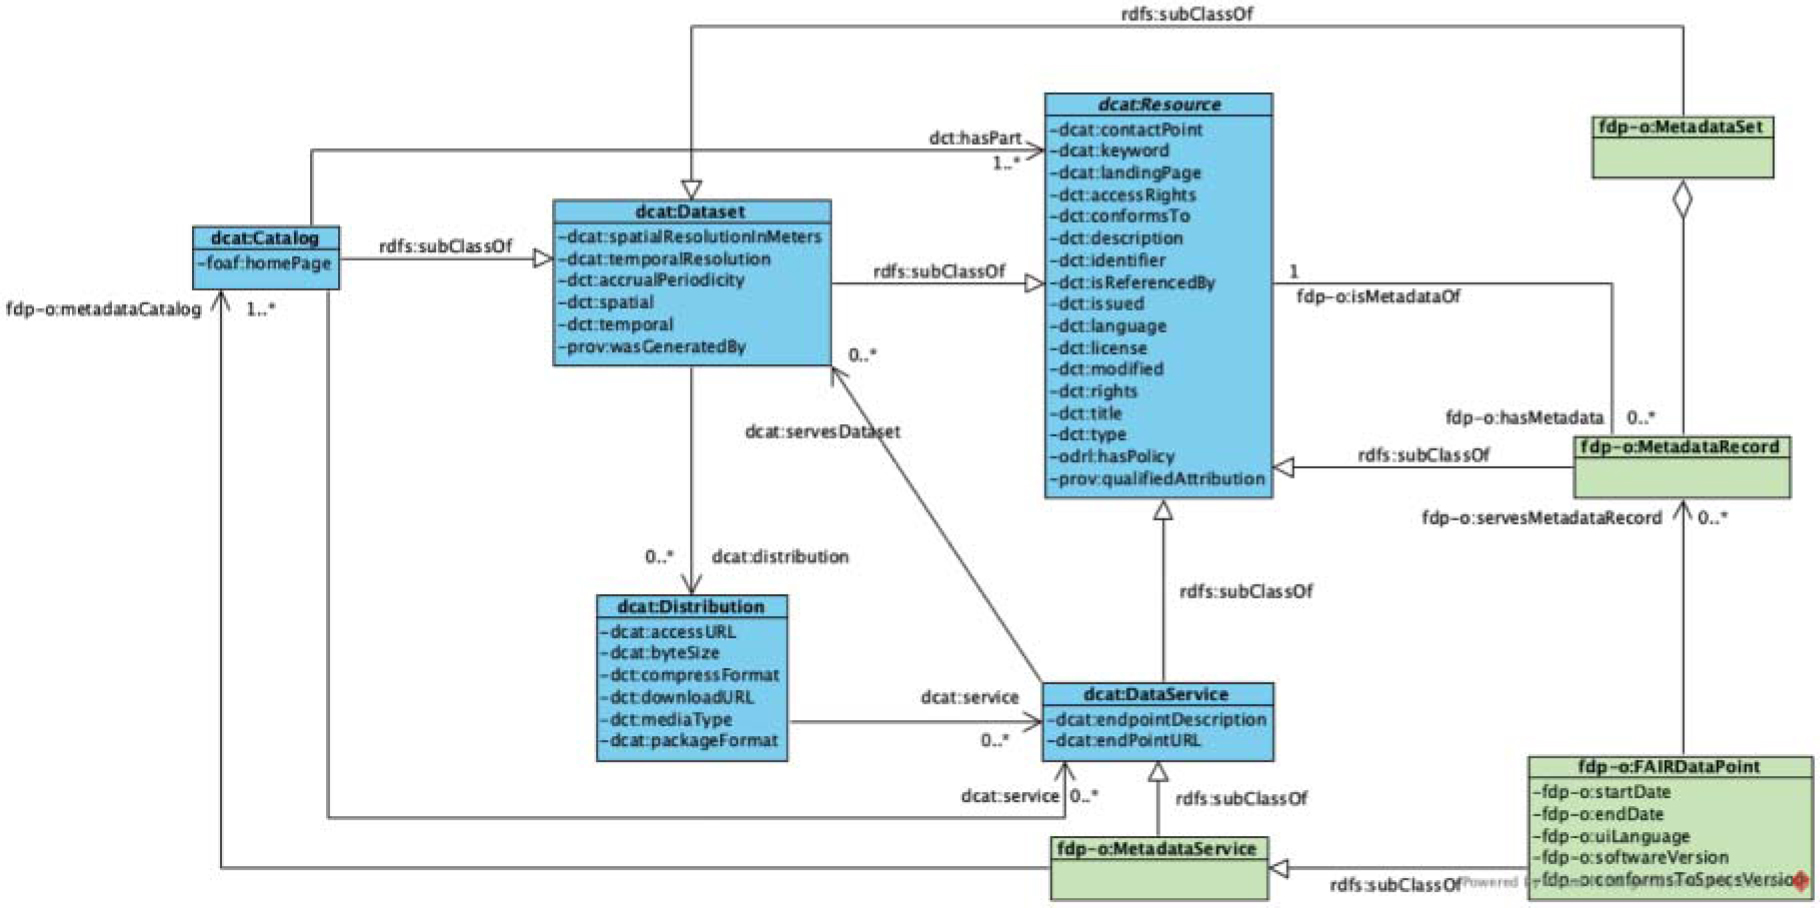 rdfs:subClassOf
dcat:Resource
-dcat:contactPoint
-dcat:keyword
-dcat:landingPage
-dct:accessRights
-dct:conformsTo
-dct:description
-dct:identifier
-dct:isReferencedBy
-dct:issued
-dct:language
-dct:license
-dct:modified
-dct:rights
-dct:title
-dct:type
-odrl:hasPolicy
-prov:qualifiedAttribution
fdp-o:MetadataSet
dct:hasPart
1..*
dcat:Dataset
-dcat:spatialResolutionInMeters
-dcat:temporalResolution
-dct:accrualPeriodicity
-dct:spatial
-dct:temporal
-prov:wasGeneratedBy
dcat:Catalog
-foaf:homePage
rdfs:subClassOf
rdfs:subClassOf
1
fdp-o:isMetadataOf
fdp-o:metadataCatalog
1..*
0..*
dcat:servesDataset
fdp-o:hasMetadata
0..*
fdp-o:MetadataRecord
rdfs:subClassOf
fdp-o:servesMetadataRecord
0..*
0..*
dcat:distribution
rdfs:subClassOf
dcat:Distribution
-dcat:accessURL
-dcat:byteSize
-dct:compressFormat
-dct:downloadURL
-dct:mediaType
-dcat:packageFormat
dcat:service
0..*
dcat:DataService
-dcat:endpointDescription
-dcat:endPointURL
dcat:service
0..*
rdfs:subClassOf
fdp-o:FAIRDataPoint
-fdp-o:startDate
-fdp-o:endDate
-fdp-o:uiLanguage
-fdp-o:softwareVersion
-fdp-o:conformsToSpecsVersion
fdp-o:MetadataService
rdfs:subClassOf
Powered